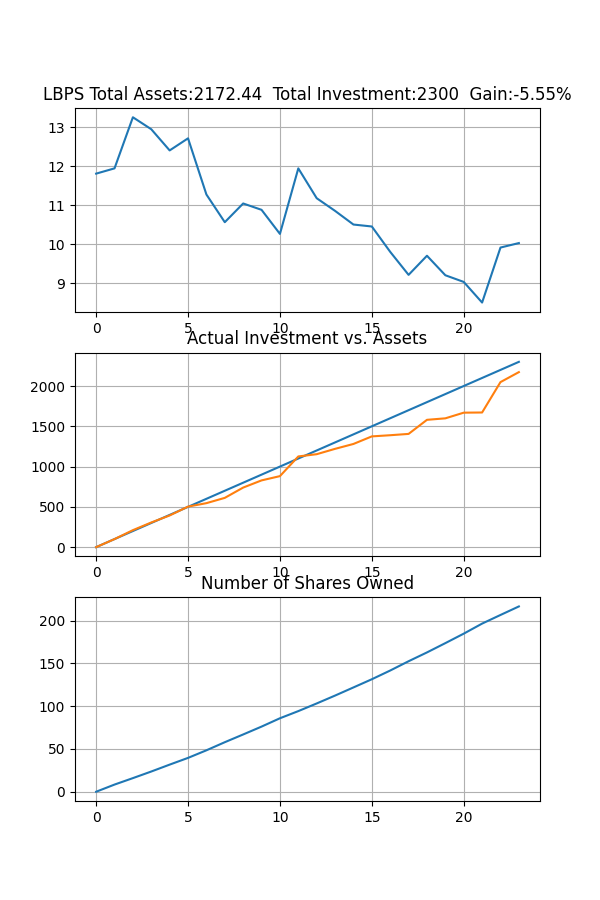 LBPS Total Assets:2172.44  Total Investment:2300  Gain:-5.55%
13
12
11
10
9
0 5 10 15 20
Actual Investment vs. Assets
2000
1500
1000
500
0
0 5 10 15 20
Number of Shares Owned
200
150
100
50
0
0 5 10 15 20